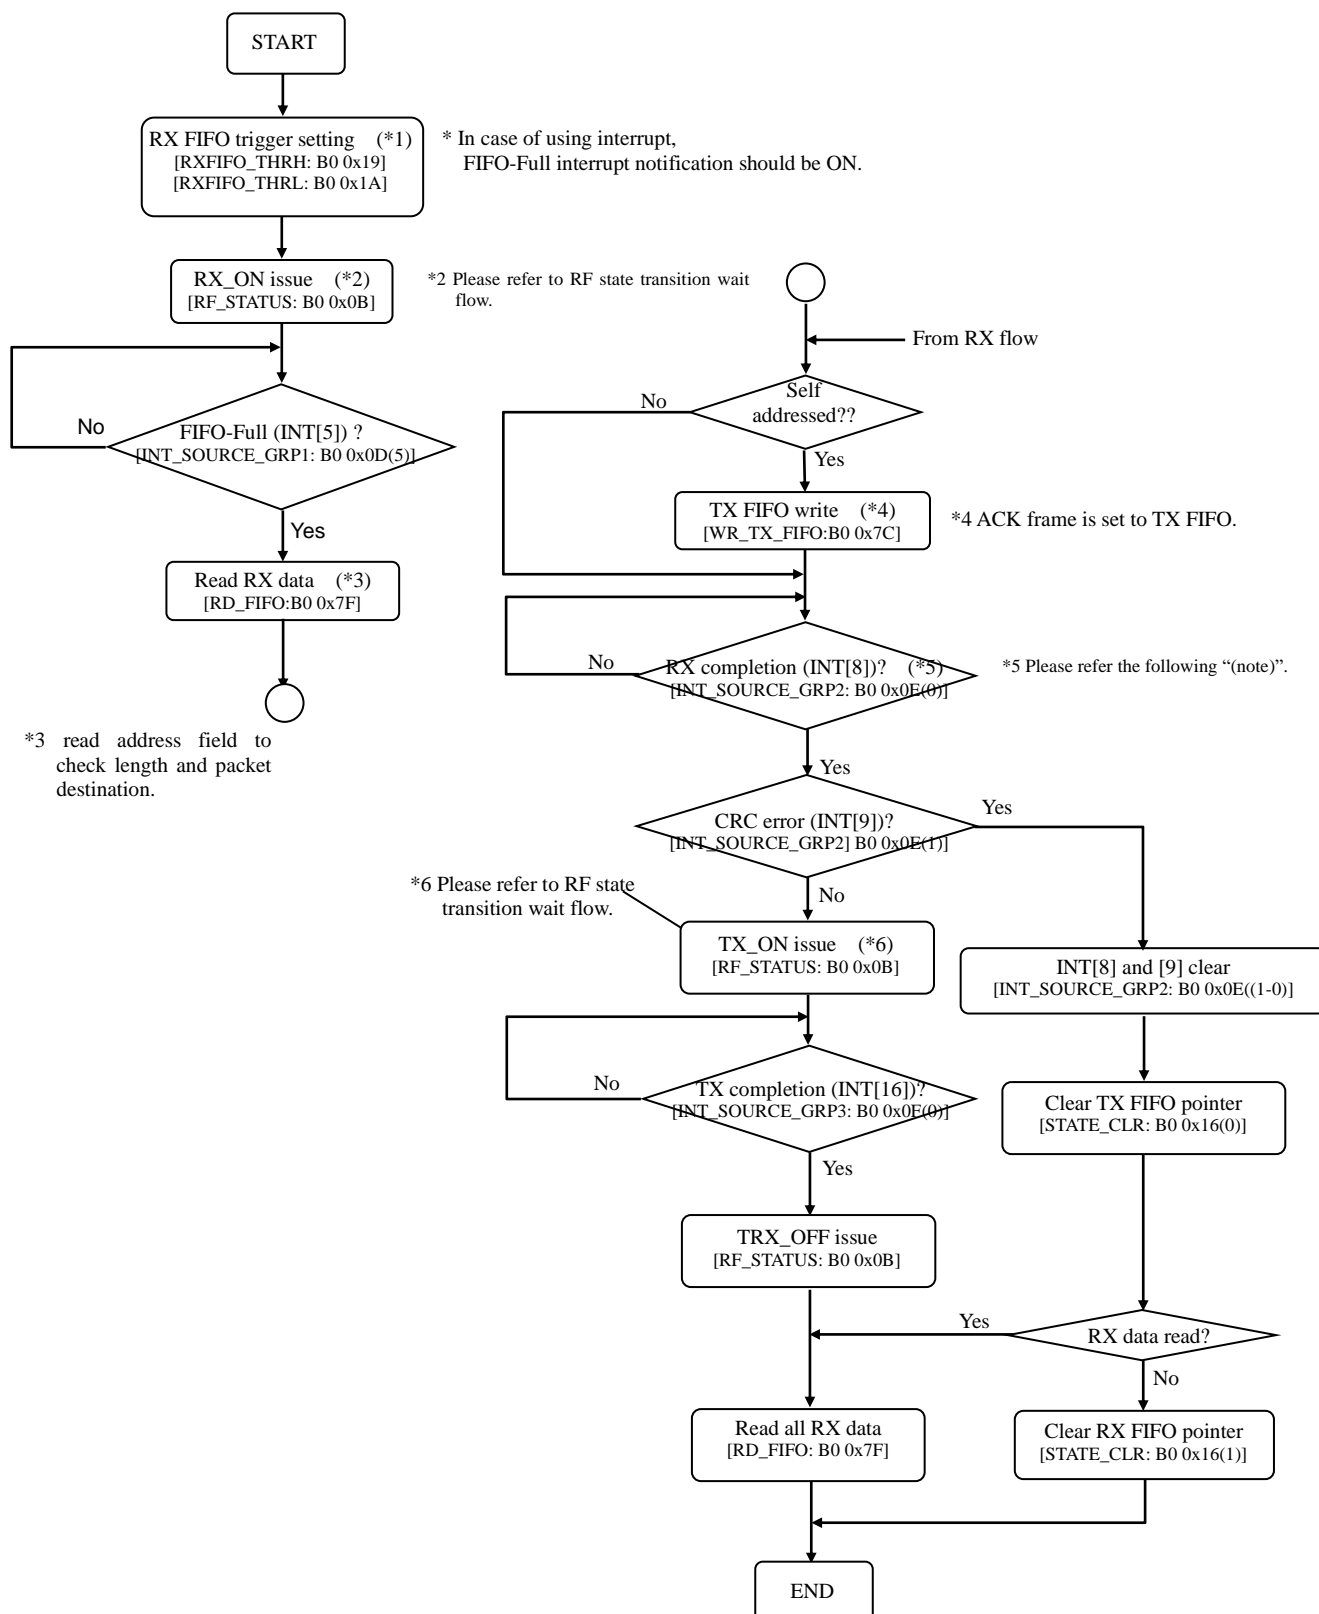 START
RX FIFO trigger setting (*1)
[RXFIFO_THRH: B0 0x19]
[RXFIFO_THRL: B0 0x1A]
* In case of using interrupt,
FIFO-Full interrupt notification should be ON.
RX_ON issue (*2)
[RF_STATUS: B0 0x0B]
*2 Please refer to RF state transition wait
flow.
No
FIFO-Full (INT[5]) ?
[INT_SOURCE_GRP1: B0 0x0D(5)]
Yes
Read RX data (*3)
[RD_FIFO:B0 0x7F]
*3 read address field to
check length and packet
destination.
From RX flow
Self
addressed??
No
Yes
TX FIFO write (*4)
[WR_TX_FIFO:B0 0x7C]
*4 ACK frame is set to TX FIFO.
No
RX completion (INT[8])? (*5)
[INT_SOURCE_GRP2: B0 0x0E(0)]
*5 Please refer the following “(note)”.
Yes
CRC error (INT[9])?
[INT_SOURCE_GRP2] B0 0x0E(1)]
Yes
No
*6 Please refer to RF state
transition wait flow.
TX_ON issue (*6)
[RF_STATUS: B0 0x0B]
INT[8] and [9] clear
[INT_SOURCE_GRP2: B0 0x0E((1-0)]
No
TX completion (INT[16])?
[INT_SOURCE_GRP3: B0 0x0F(0)]
Clear TX FIFO pointer
[STATE_CLR: B0 0x16(0)]
Yes
TRX_OFF issue
[RF_STATUS: B0 0x0B]
Yes
RX data read?
No
Read all RX data
[RD_FIFO: B0 0x7F]
Clear RX FIFO pointer
[STATE_CLR: B0 0x16(1)]
END